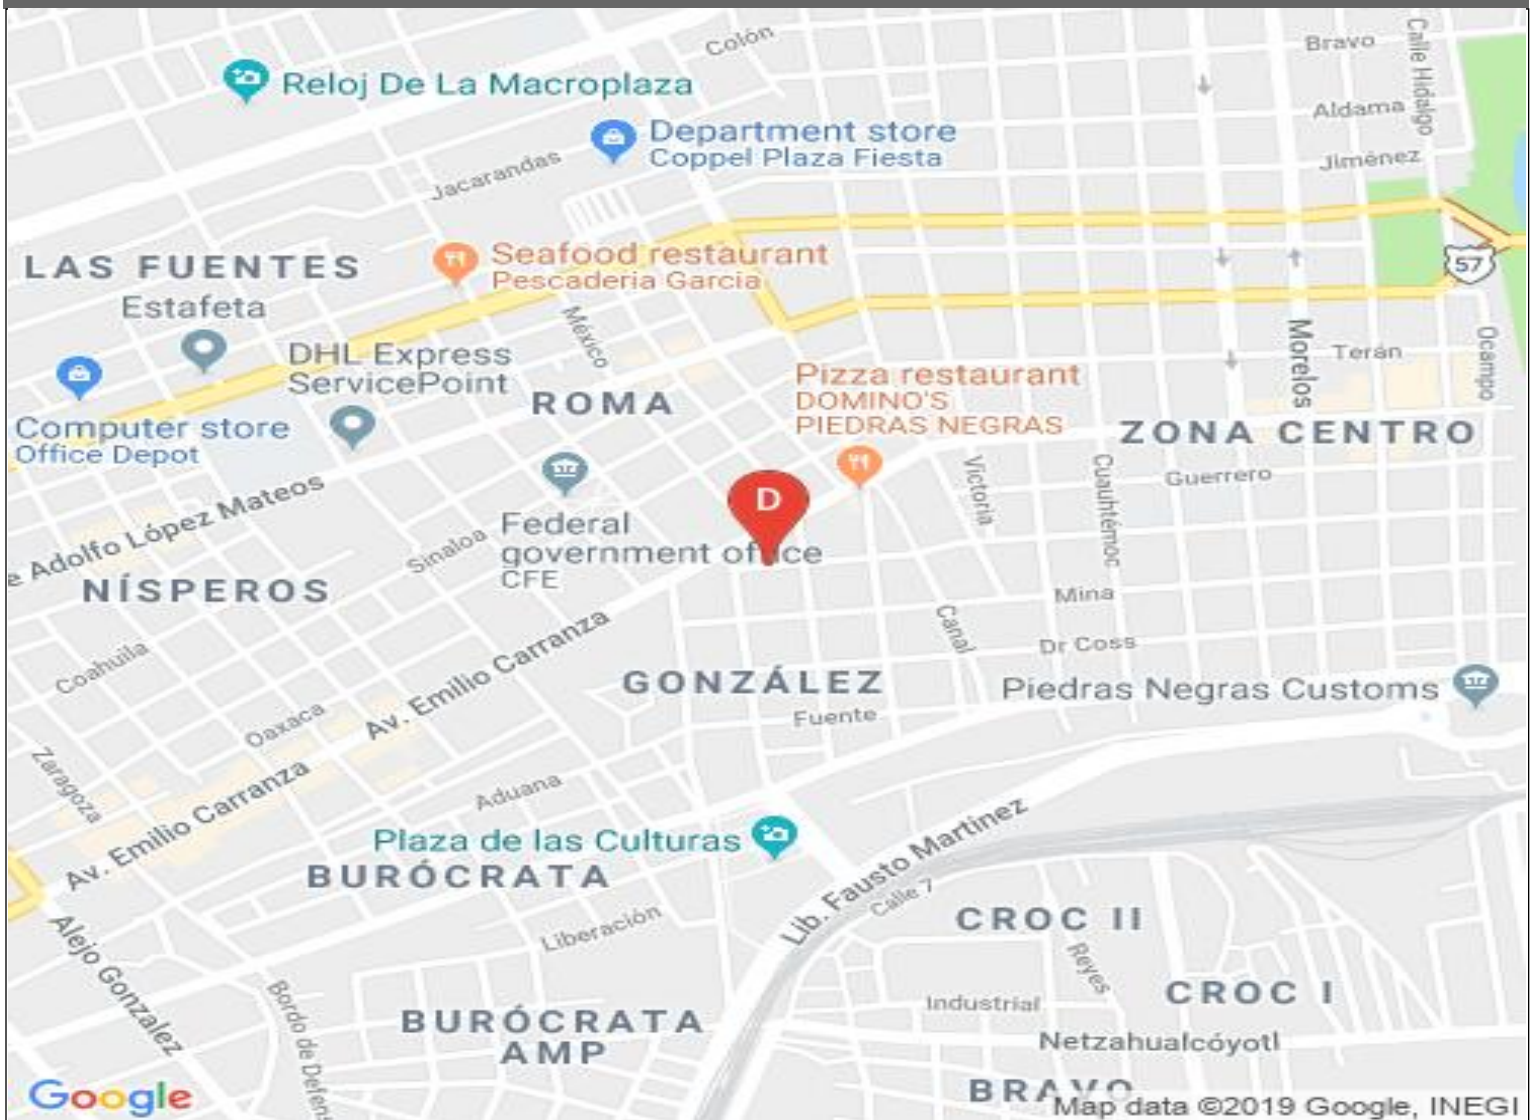 Colón
Bravo
Calle Hidalgo
Reloj De La Macroplaza
Aldama
Department store
Coppel Plaza Fiesta
Jiménez
Jacarandas
LAS FUENTES
Seafood restaurant
Pescaderia Garcia
57
Estafeta
México
Morelos
Ocampo
DHL Express
ServicePoint
Terán
Pizza restaurant
DOMINO'S
PIEDRAS NEGRAS
ROMA
Computer store
Office Depot
ZONA CENTRO
Victoria
Cuauhtémoc
Guerrero
e Adolfo López Mateos
D
Federal
government office
CFE
Sinaloa
NÍSPEROS
Mina
Canal
Dr Coss
Coahuila
Av. Emilio Carranza
GONZÁLEZ
Piedras Negras Customs
Fuente
Oaxaca
Zaragoza
Av. Emilio Carranza
Aduana
Plaza de las Culturas
Lib. Fausto Martinez
BURÓCRATA
Calle 7
CROC II
Liberación
Alejo Gonzalez
Reyes
CROC I
Bordo de Defens
Industrial
BURÓCRATA
AMP
Netzahualcóyotl
BRAVO
Google
Map data ©2019 Google, INEGI